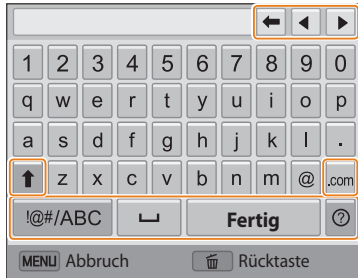 1 2 3 4 5 6 7 8 9 0
q w e r t y u i o p
a s d f g h j k l .
z x c v b n m @ .com
!@#/ABC Fertig ?
MENU Abbruch Rücktaste